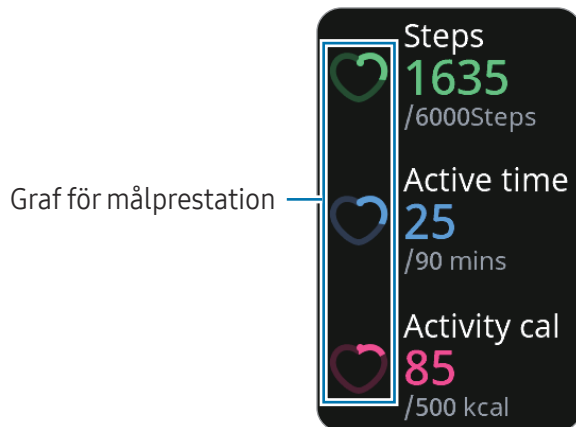 Steps
1635
/6000Steps
Graf för målprestation
Active time
25
/90 mins
Activity cal
85
/500 kcal